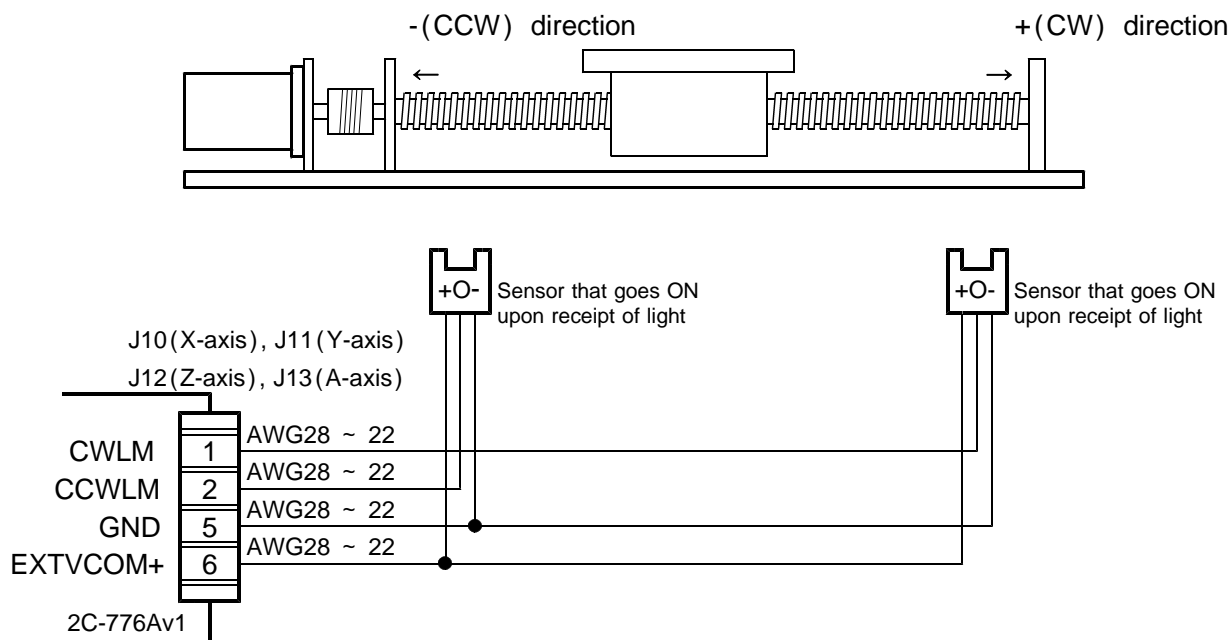 -(CCW) direction
+(CW) direction
+O-
Sensor that goes ON
upon receipt of light
+O-
Sensor that goes ON
upon receipt of light
J10(X-axis), J11(Y-axis)
J12(Z-axis), J13(A-axis)
CWLM 1 AWG28 ~ 22
CCWLM 2 AWG28 ~ 22
GND 5 AWG28 ~ 22
EXTVCOM+ 6 AWG28 ~ 22
2C-776Av1